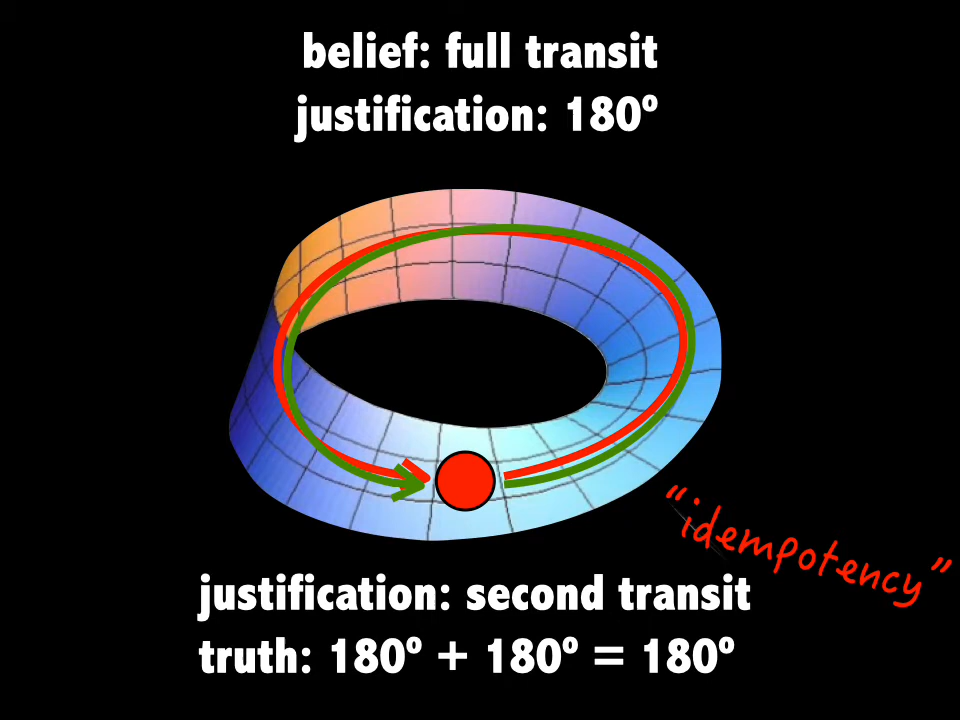 belief: full transit
justification: 180º
"idempotency"
justification: second transit
truth: 180º + 180º = 180º